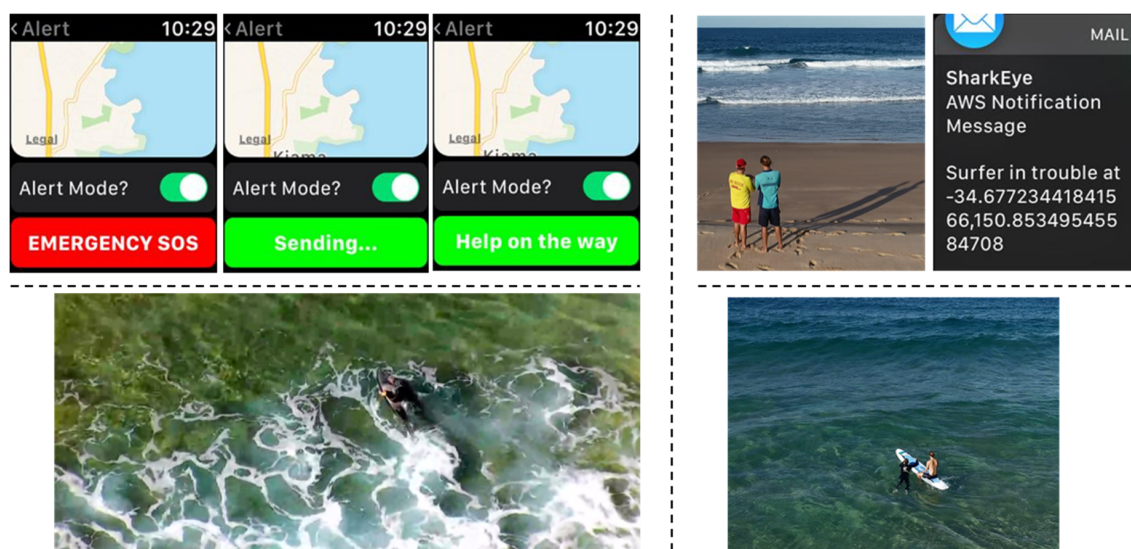 ‹ Alert 10:29
Legal
Alert Mode?
EMERGENCY SOS
‹ Alert 10:29
Legal
Kiama
Alert Mode?
Sending...
‹ Alert 10:29
Legal
Kiama
Alert Mode?
Help on the way
MAIL
SharkEye
AWS Notification
Message
Surfer in trouble at
-34.677234418415
66,150.853495455
84708